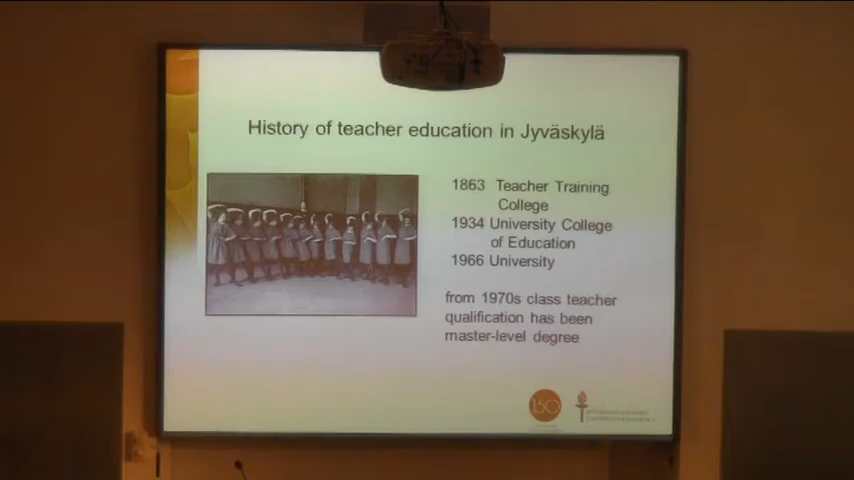 History of teacher education in Jyväskylä
1863 Teacher Training
College
1934 University College
of Education
1966 University
from 1970s class teacher
qualification has been
master-level degree
150